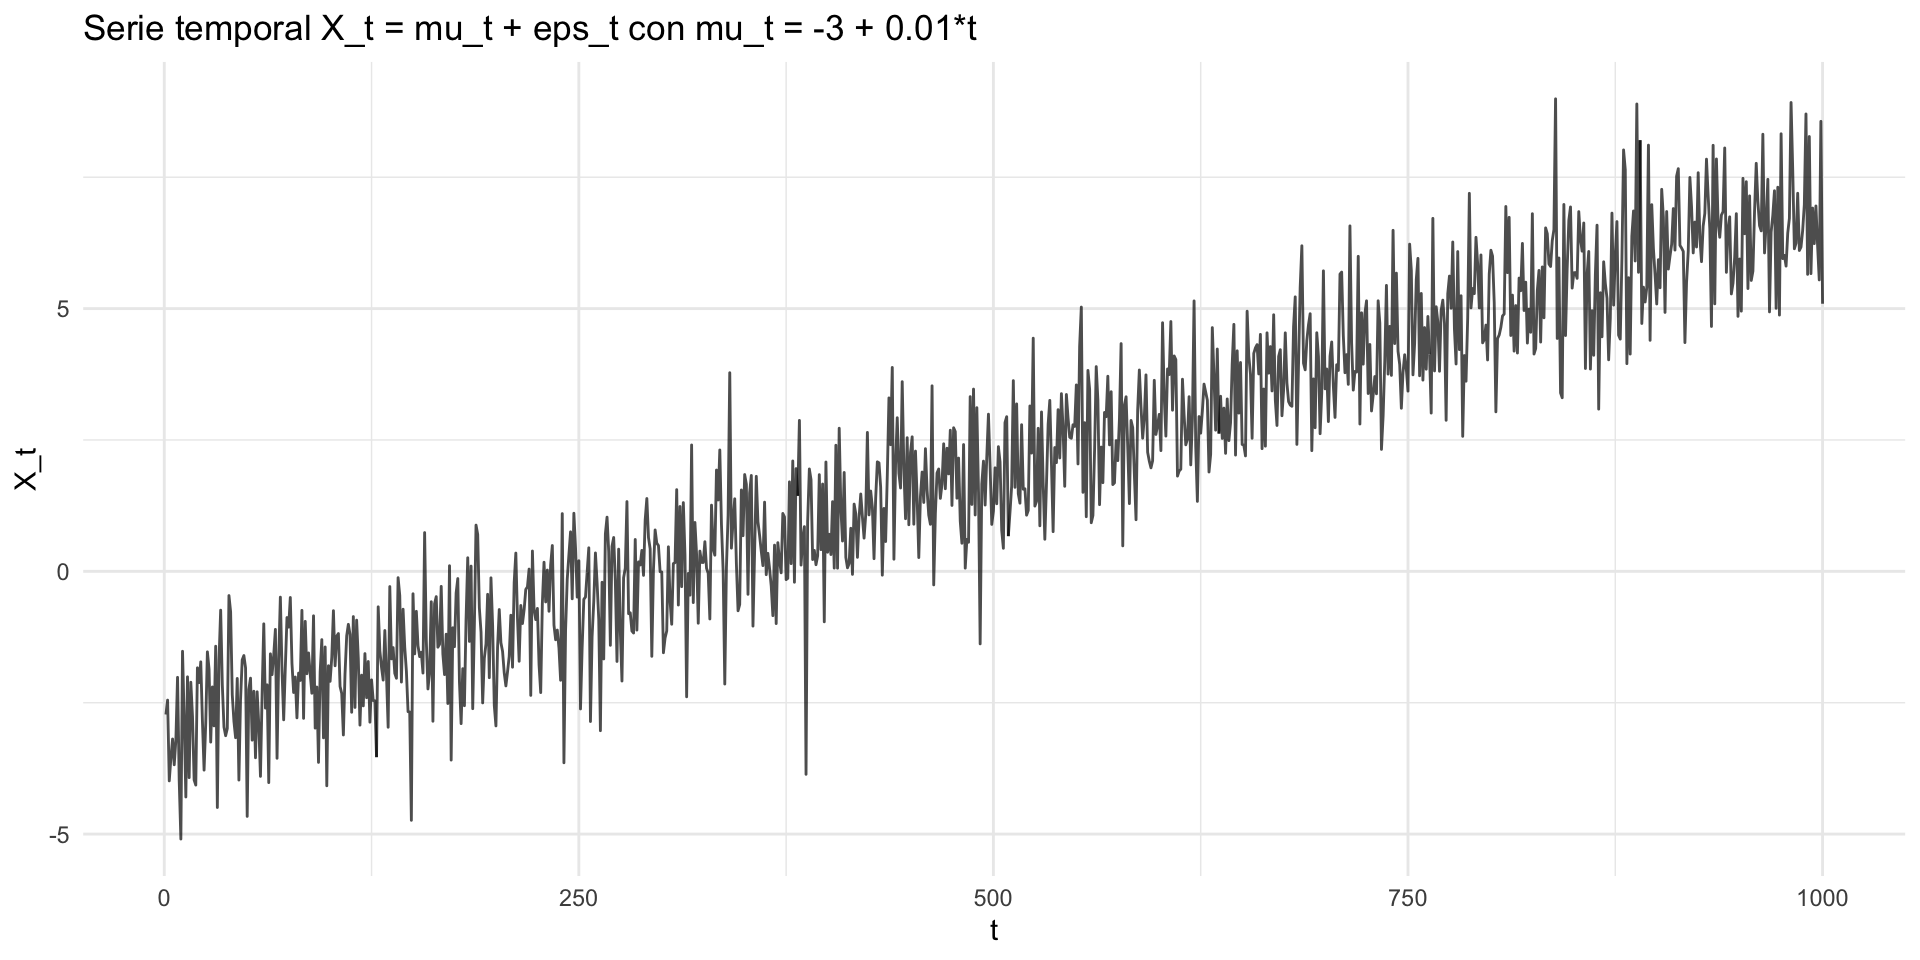 Serie temporal X_t = mu_t + eps_t con mu_t = -3 + 0.01*t
X_t
5
0
-5
0 250 500 750 1000
t